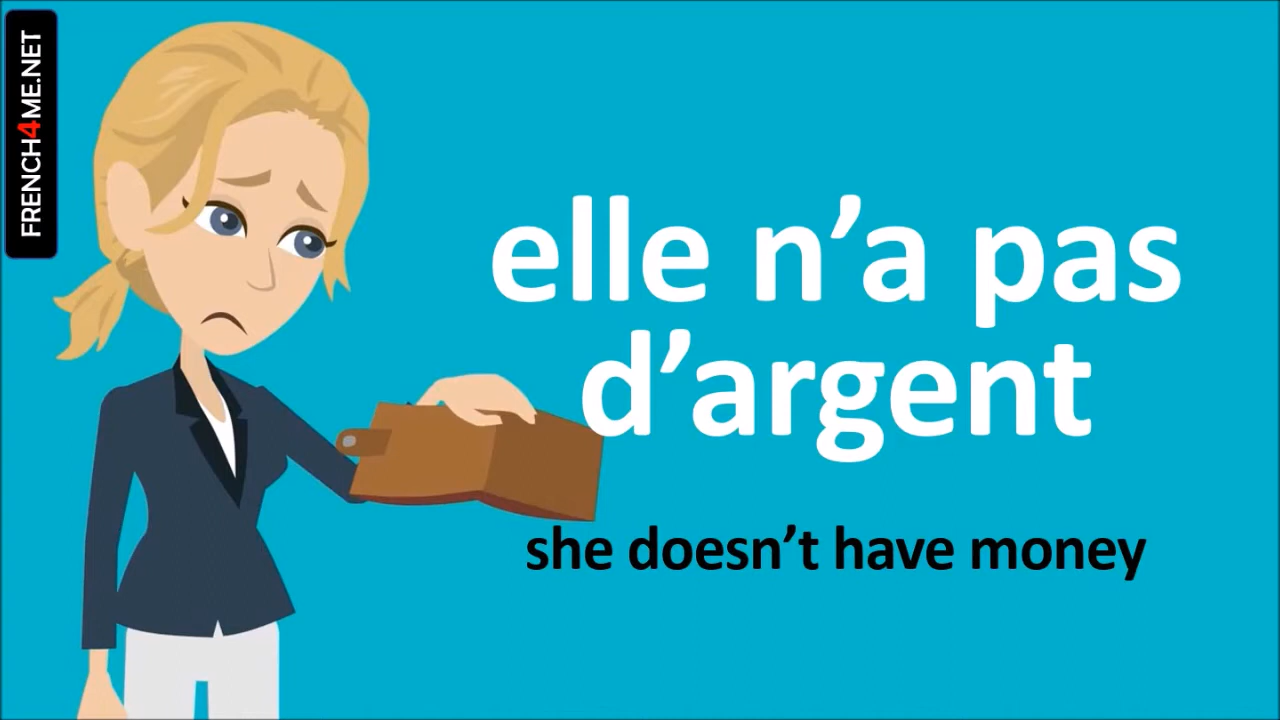 FRENCH4ME.NET
elle n’a pas
d’argent
she doesn’t have money